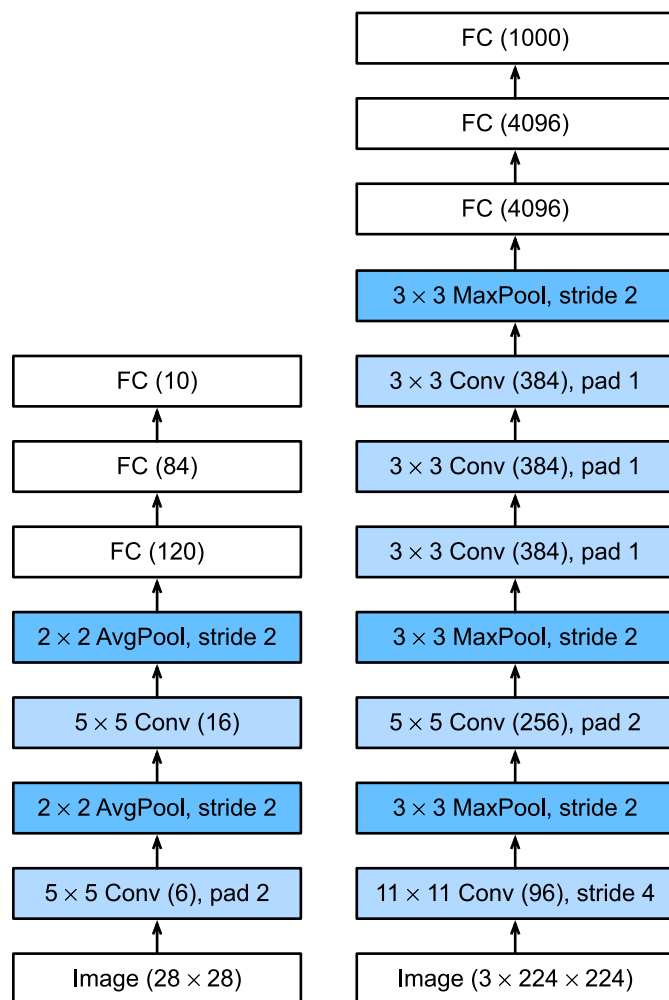 FC (10)
FC (84)
FC (120)
2 × 2 AvgPool, stride 2
5 × 5 Conv (16)
2 × 2 AvgPool, stride 2
5 × 5 Conv (6), pad 2
Image (28 × 28)
FC (1000)
FC (4096)
FC (4096)
3 × 3 MaxPool, stride 2
3 × 3 Conv (384), pad 1
3 × 3 Conv (384), pad 1
3 × 3 Conv (384), pad 1
3 × 3 MaxPool, stride 2
5 × 5 Conv (256), pad 2
3 × 3 MaxPool, stride 2
11 × 11 Conv (96), stride 4
Image (3 × 224 × 224)